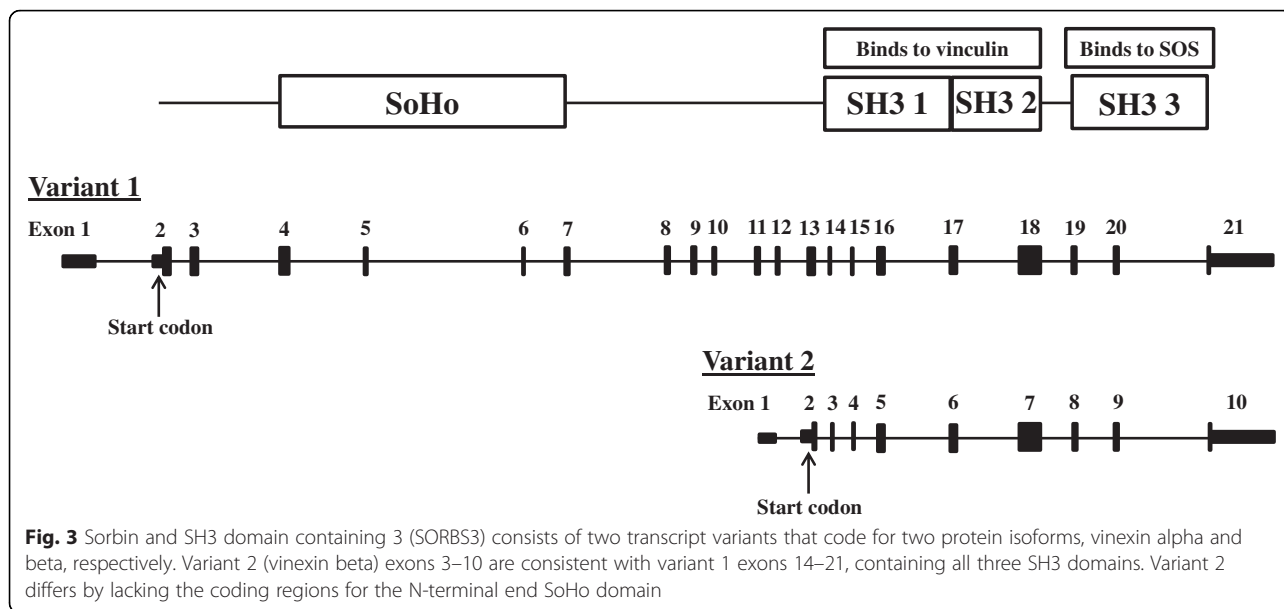 Binds to vinculin Binds to SOS
SoHo SH3 1 SH3 2 SH3 3
Variant 1
Exon 1 2 3 4 5 6 7 8 9 10 11 12 13 14 15 16 17 18 19 20 21
Start codon
Variant 2
Exon 1 2 3 4 5 6 7 8 9 10
Start codon
Fig. 3 Sorbin and SH3 domain containing 3 (SORBS3) consists of two transcript variants that code for two protein isoforms, vinexin alpha and
beta, respectively. Variant 2 (vinexin beta) exons 3–10 are consistent with variant 1 exons 14–21, containing all three SH3 domains. Variant 2
differs by lacking the coding regions for the N-terminal end SoHo domain